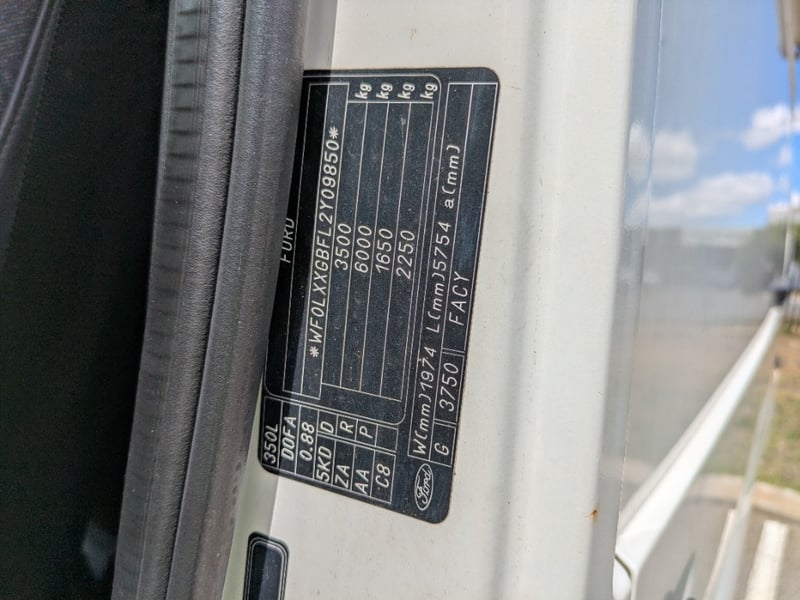 FORD
*WF0LXXGBFL2Y09850*
3500 kg
6000 kg
1650 kg
2250 kg
350L
DOFA
0.88
5KD D
ZA R
AA P
C8
W(mm)1974 L(mm)5754 a(mm)
G 3750 FACY
Ford